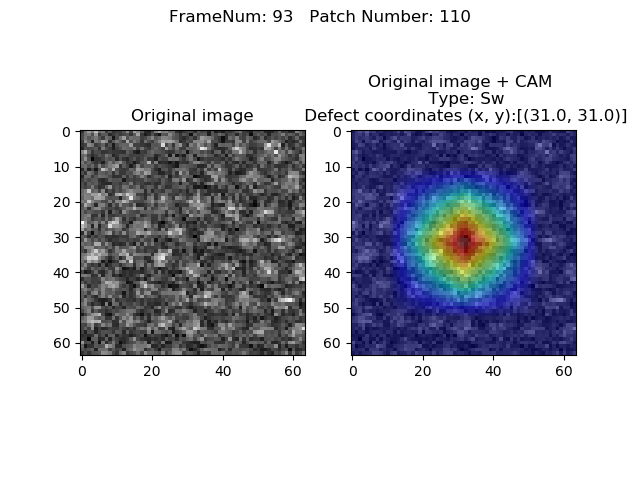 FrameNum: 93   Patch Number: 110
Original image + CAM
Type: Sw
Original image
Defect coordinates (x, y):[(31.0, 31.0)]
0
10
20
30
40
50
60
0 20 40 60
0
10
20
30
40
50
60
0 20 40 60